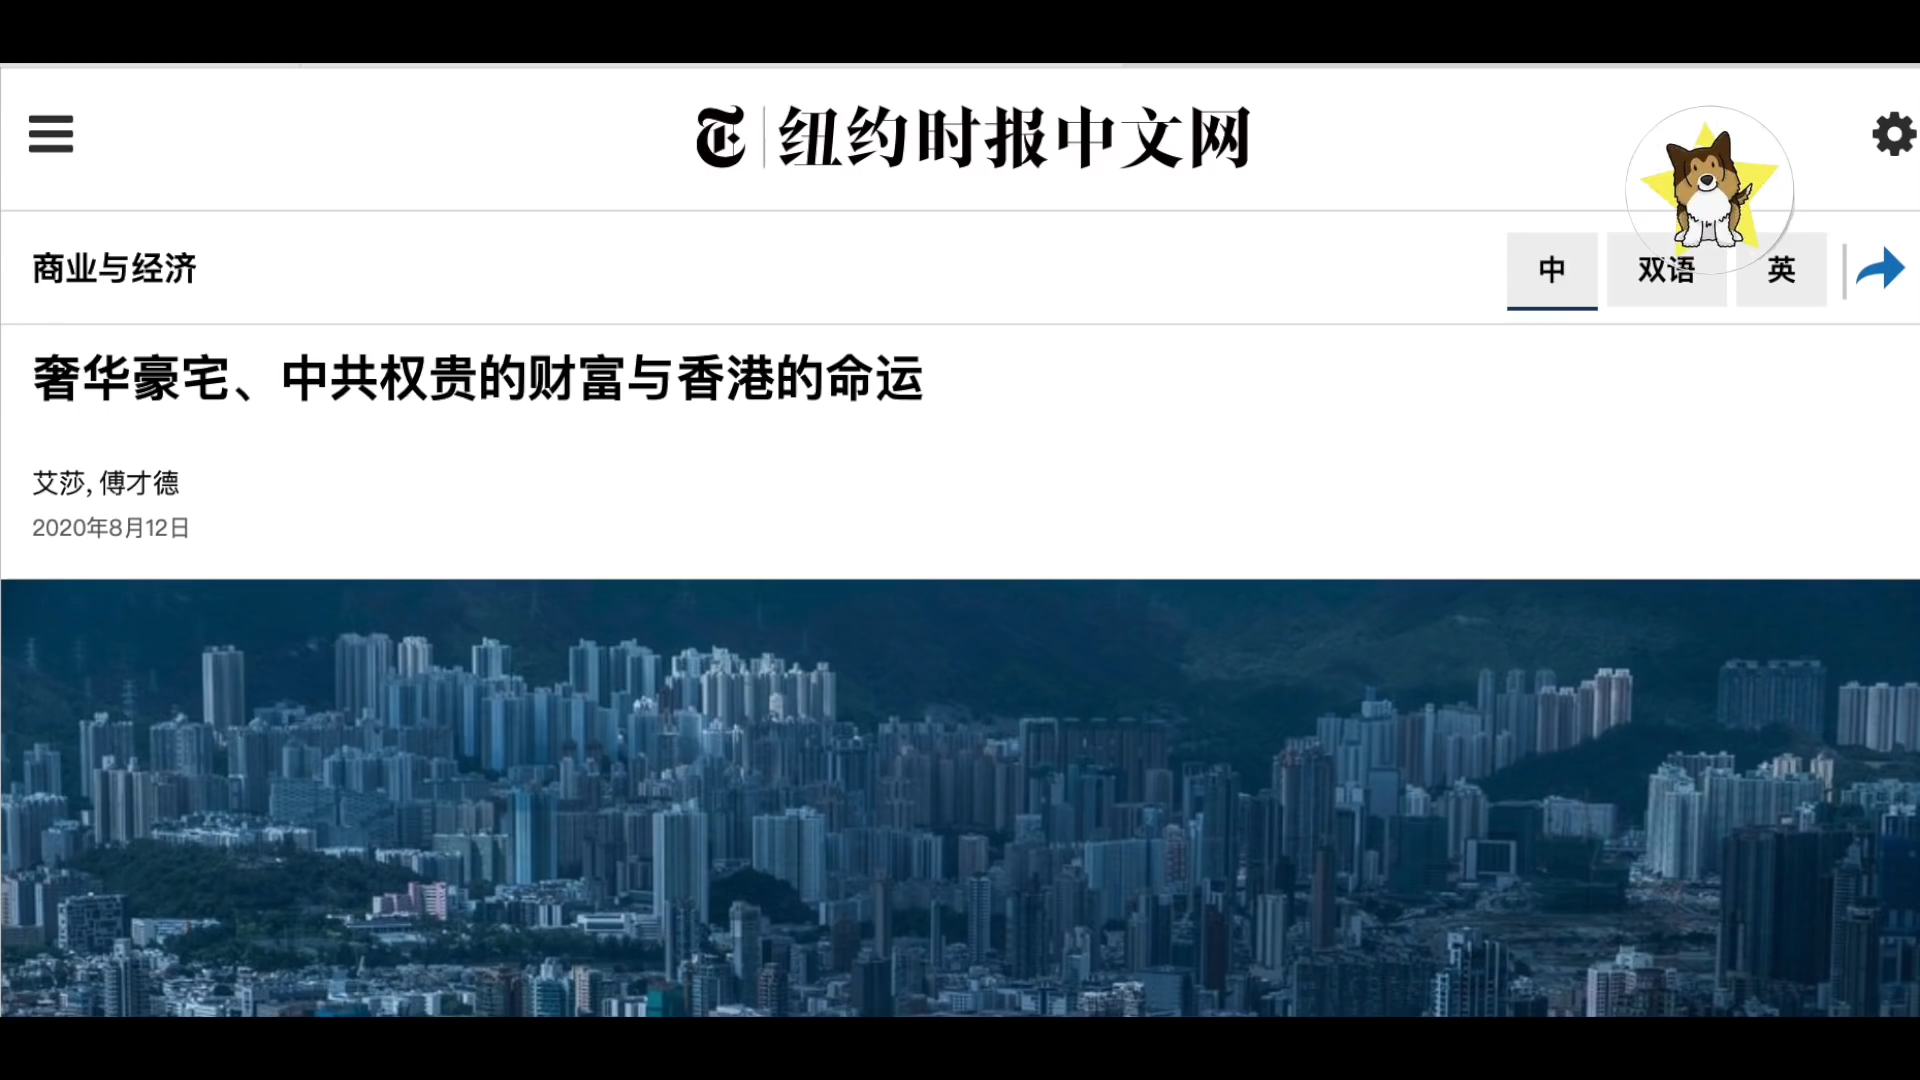 纽约时报中文网
商业与经济
中 双语 英
奢华豪宅、中共权贵的财富与香港的命运
艾莎, 傅才德
2020年8月12日